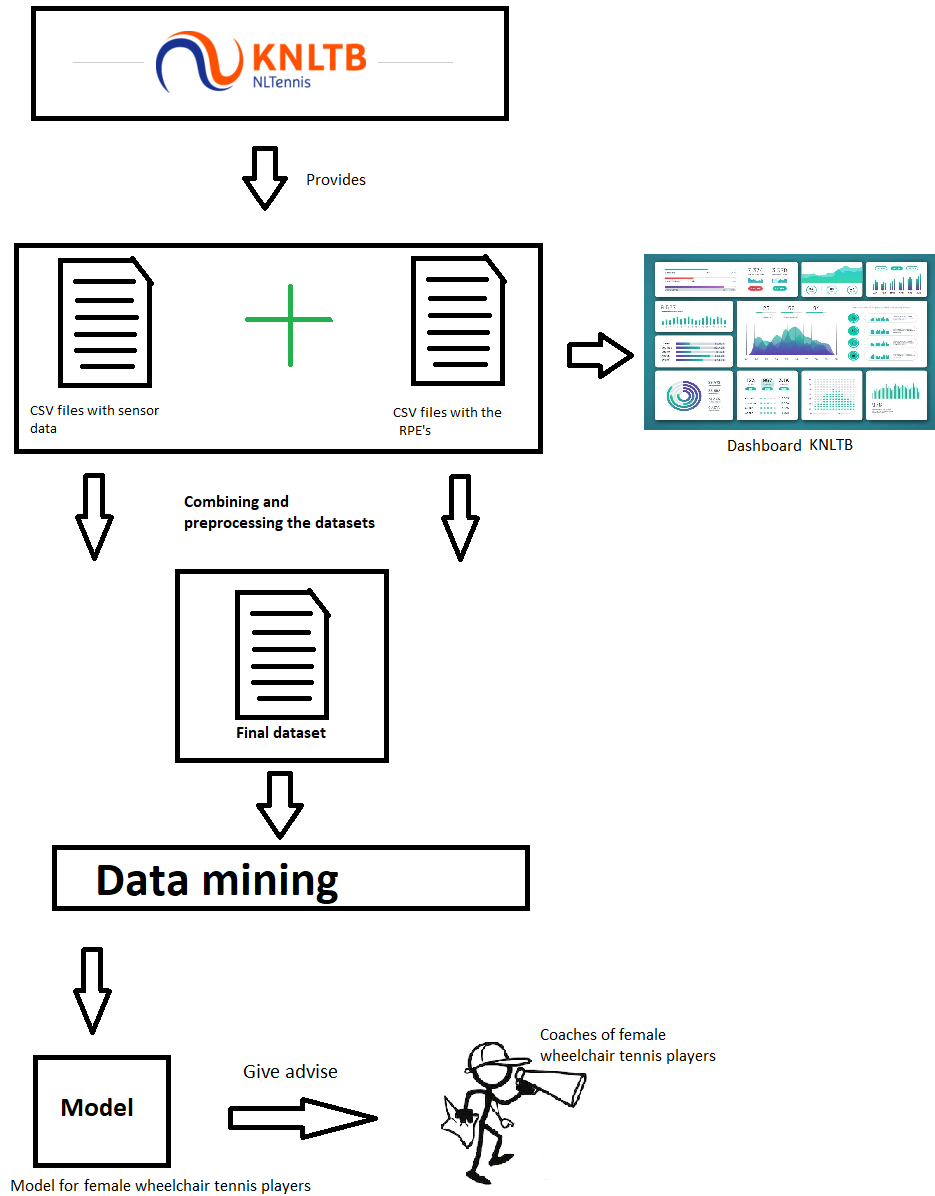 KNLTB
NLTennis
Provides
CSV files with sensor
data
CSV files with the
RPE's
Dashboard KNLTB
Combining and
preprocessing the datasets
Final dataset
Data mining
Coaches of female
wheelchair tennis players
Give advise
Model
Model for female wheelchair tennis players